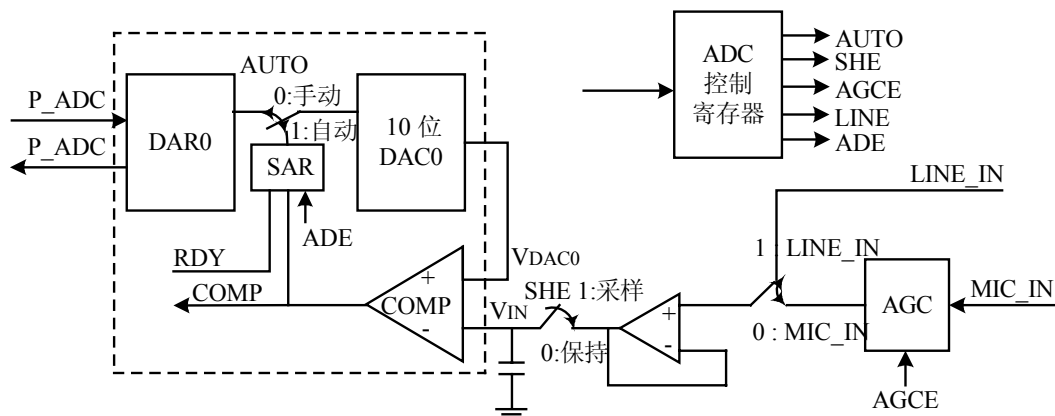 AUTO
0:手动
1:自动
P_ADC
P_ADC
DAR0
10 位
DAC0
SAR
ADE
RDY
COMP
COMP
+
-
VDAC0
VIN
SHE 1:采样
0:保持
+
-
ADC
控制
寄存器
AUTO
SHE
AGCE
LINE
ADE
LINE_IN
1 : LINE_IN
0 : MIC_IN
AGC
MIC_IN
AGCE